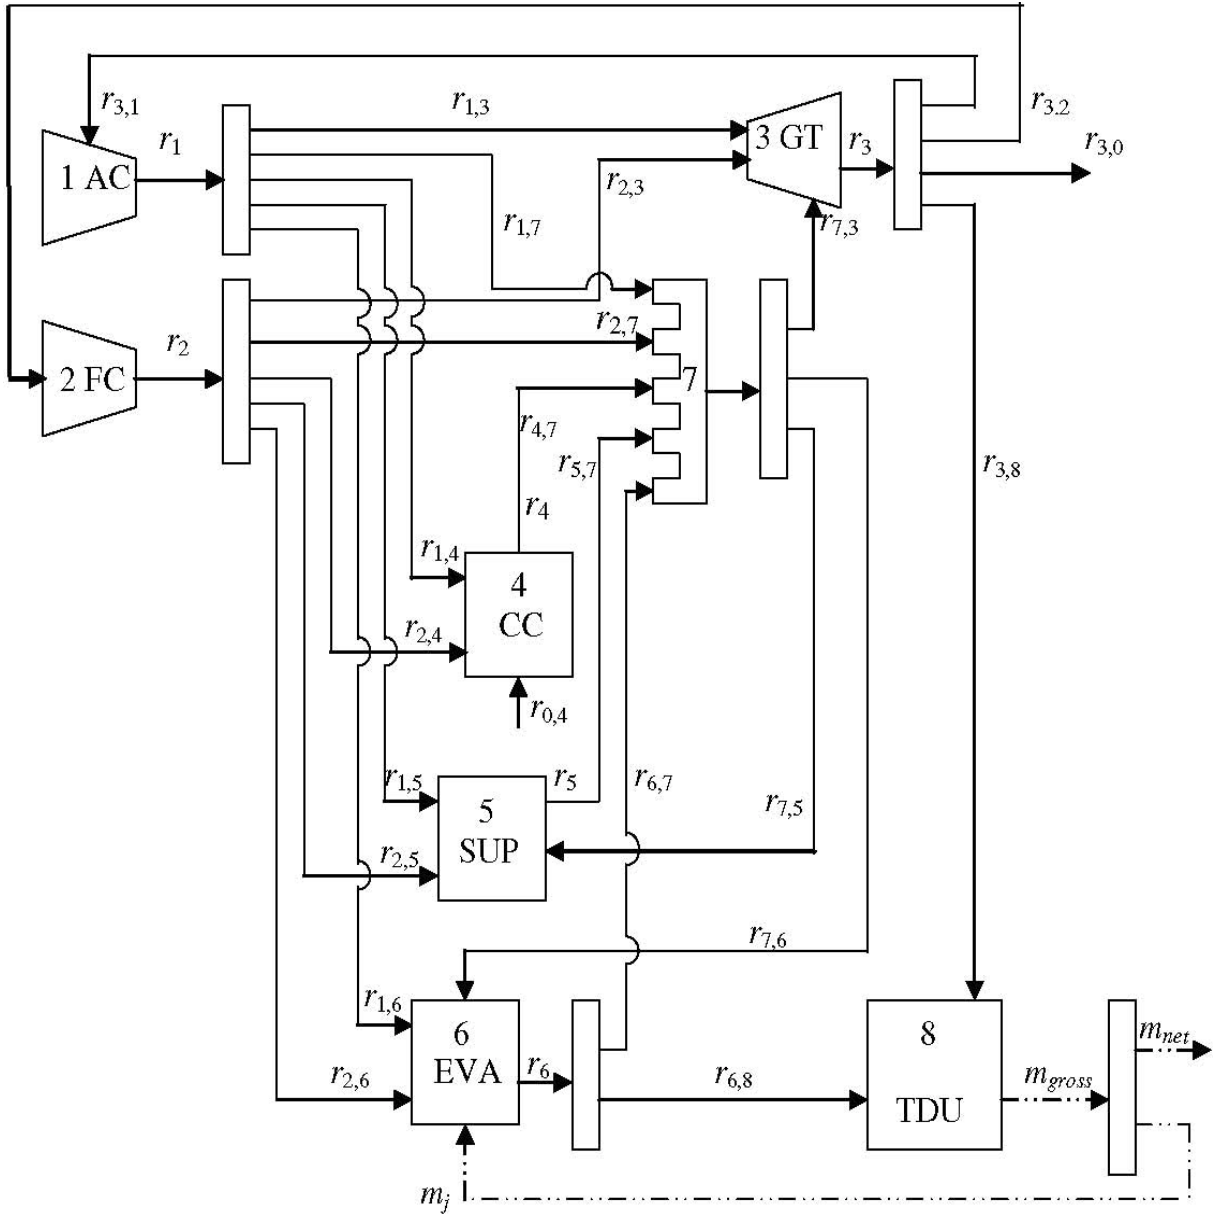 r3,1
r1,3
r3.2
r1
3 GT
r3
r3,0
1 AC
r2,3
r1,7
r7,3
r2,7
r2
2 FC
7
r4,7
r5,7
r3,8
r4
r1,4
4
CC
r2,4
r0,4
r1,5
r5
r6,7
r7,5
5
SUP
r2,5
r7,6
r1,6
6
EVA
r6
r2,6
r6,8
8
TDU
mnet
mgross
mj